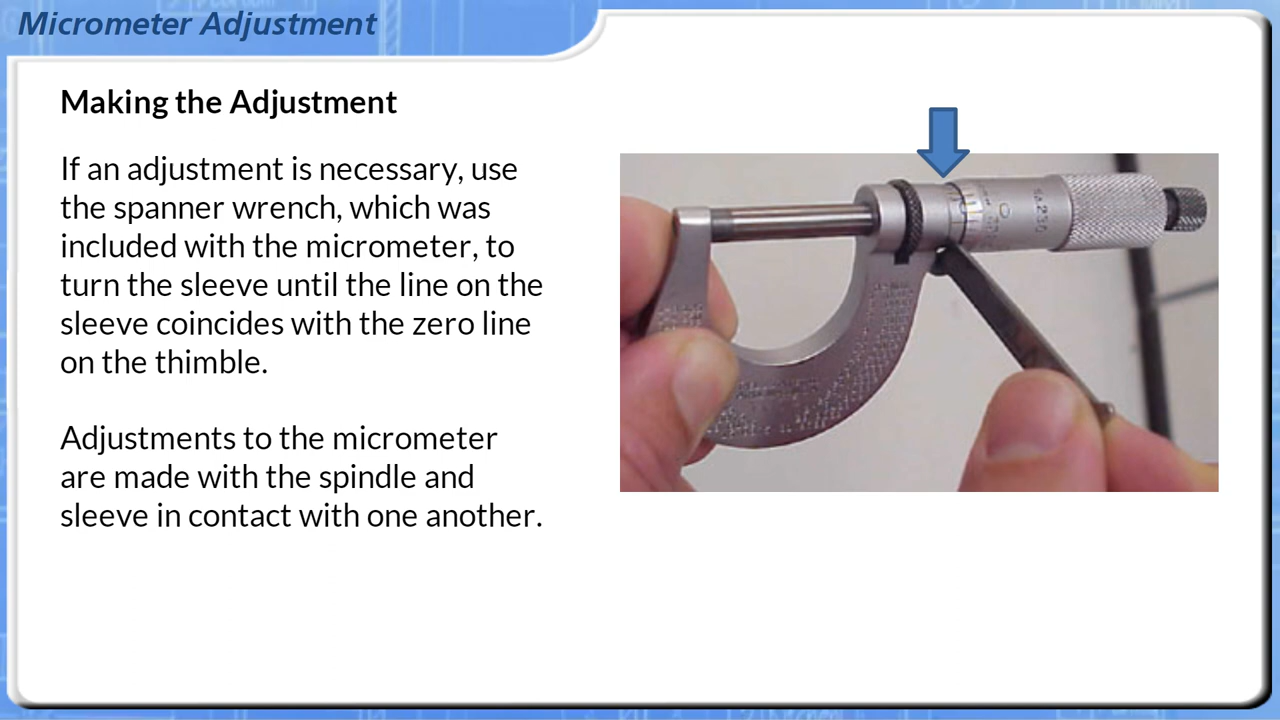 Micrometer Adjustment
Making the Adjustment
If an adjustment is necessary, use
the spanner wrench, which was
included with the micrometer, to
turn the sleeve until the line on the
sleeve coincides with the zero line
on the thimble.
Adjustments to the micrometer
are made with the spindle and
sleeve in contact with one another.